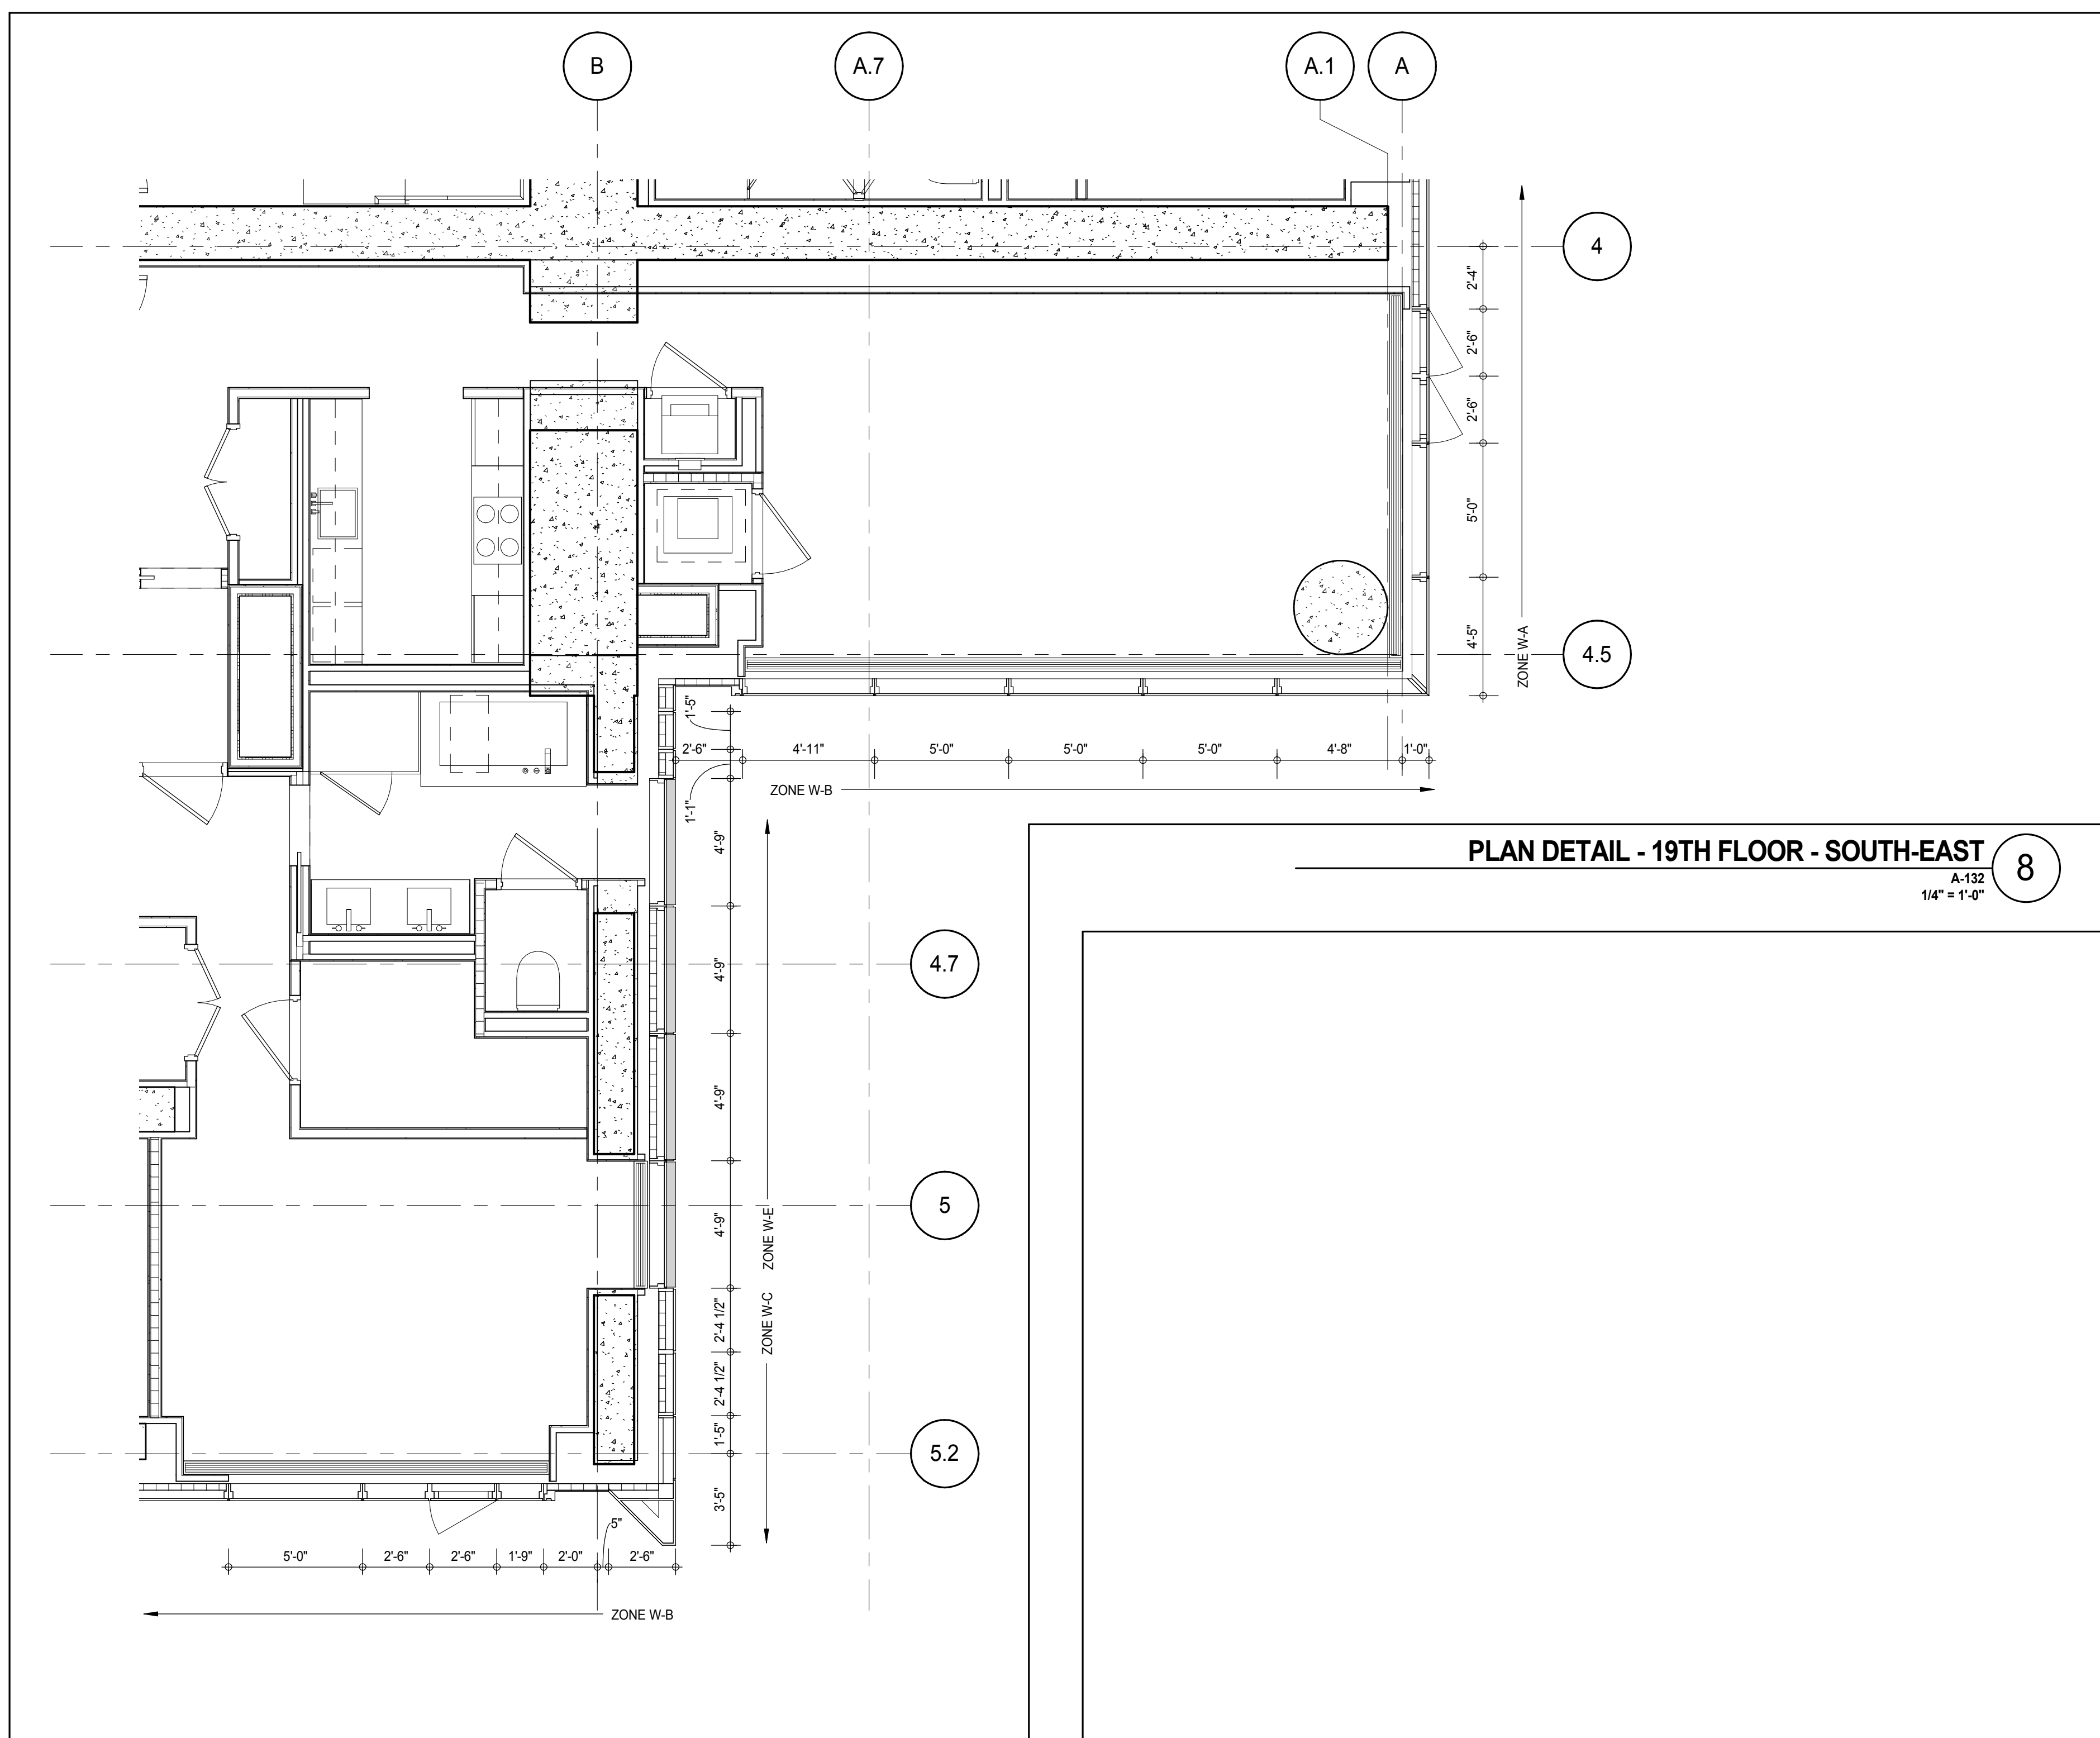 B
A.7
A.1
A
4
2'-4"
2'-6"
2'-6"
5'-0"
4'-5"
ZONE W-A
4.5
1'-5"
2'-6"
4'-11"
5'-0"
5'-0"
5'-0"
4'-8"
1'-0"
ZONE W-B
1'-1"
4'-9"
4'-9"
4'-9"
4'-9"
2'-4 1/2"
2'-4 1/2"
1'-5"
3'-5"
ZONE W-E
ZONE W-C
PLAN DETAIL - 19TH FLOOR - SOUTH-EAST
8
A-132
1/4" = 1'-0"
4.7
5
5.2
5"
5'-0"
2'-6"
2'-6"
1'-9"
2'-0"
2'-6"
ZONE W-B